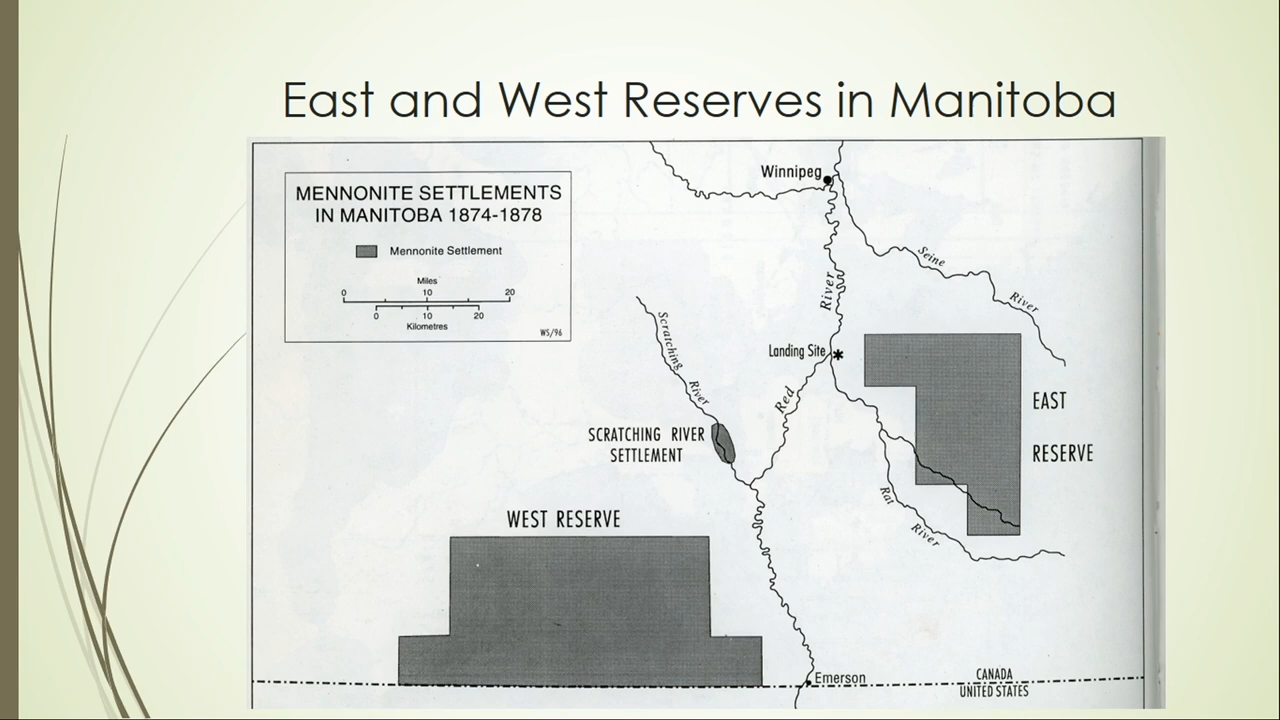 East and West Reserves in Manitoba
MENNONITE SETTLEMENTS
IN MANITOBA 1874-1878
Mennonite Settlement
Miles
0 10 20
0 10 20
Kilometres
WS/96
Winnipeg
Seine
River
River
Scratching
River
Landing Site
Red
EAST
RESERVE
SCRATCHING RIVER
SETTLEMENT
Rat
River
WEST RESERVE
Emerson
CANADA
UNITED STATES